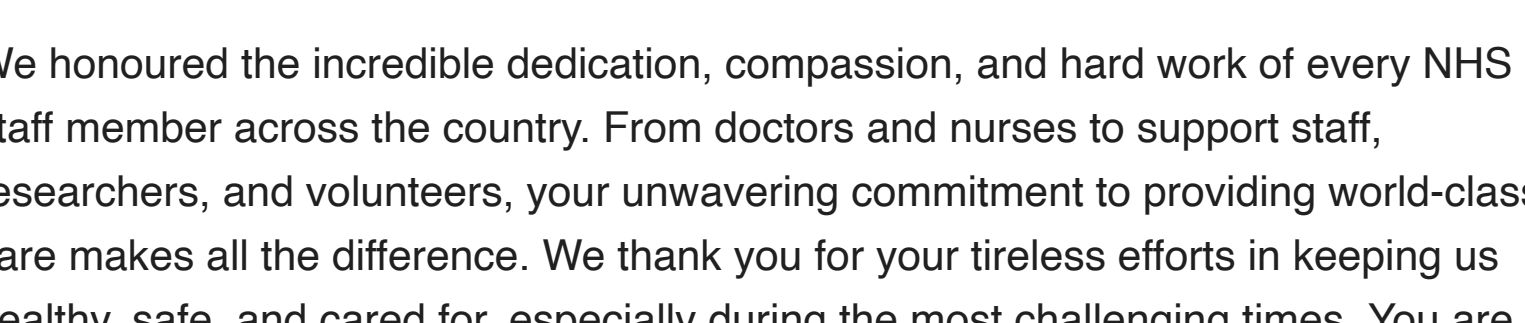 We honoured the incredible dedication, compassion, and hard work of every NHS
taff member across the country. From doctors and nurses to support staff,
esearchers, and volunteers, your unwavering commitment to providing world-class
are makes all the difference. We thank you for your tireless efforts in keeping us
ealthy, safe, and cared for, especially during the most challenging times. You are